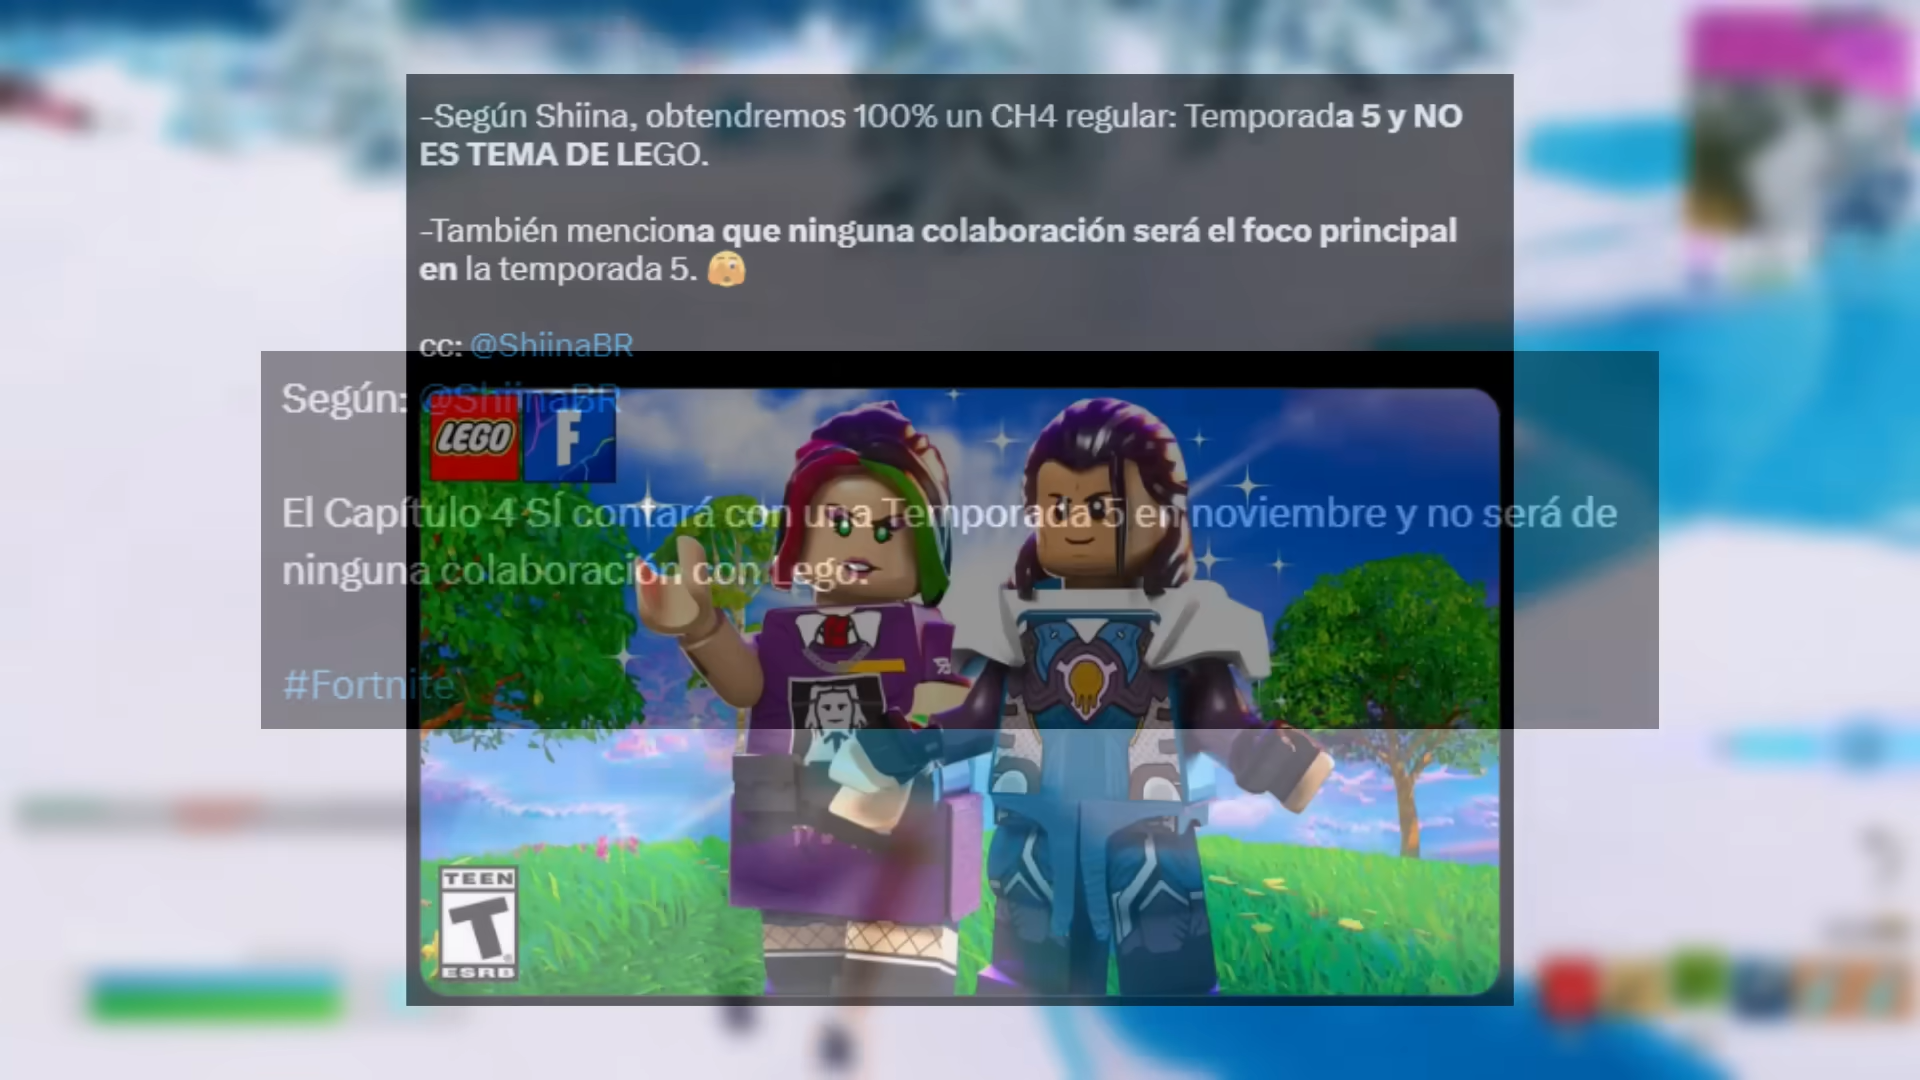 -Según Shiina, obtendremos 100% un CH4 regular: Temporada 5 y NO
ES TEMA DE LEGO.
-También menciona que ninguna colaboración será el foco principal
en la temporada 5. 🫣
cc: @ShiinaBR
Según: @ShiinaBR
LEGO F
El Capítulo 4 SÍ contará con una Temporada 5 en noviembre y no será de
ninguna colaboración con Lego.
#Fortnite
TEEN
T
ESRB